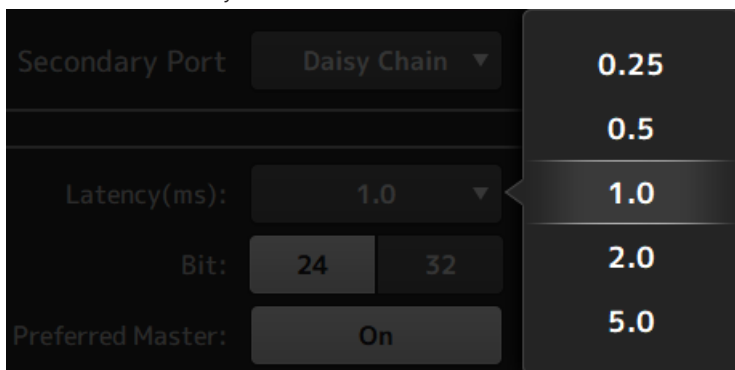 Secondary Port Daisy Chain ▼
Latency(ms): 1.0 ▼
Bit: 24 32
Preferred Master: On
0.25
0.5
1.0
2.0
5.0